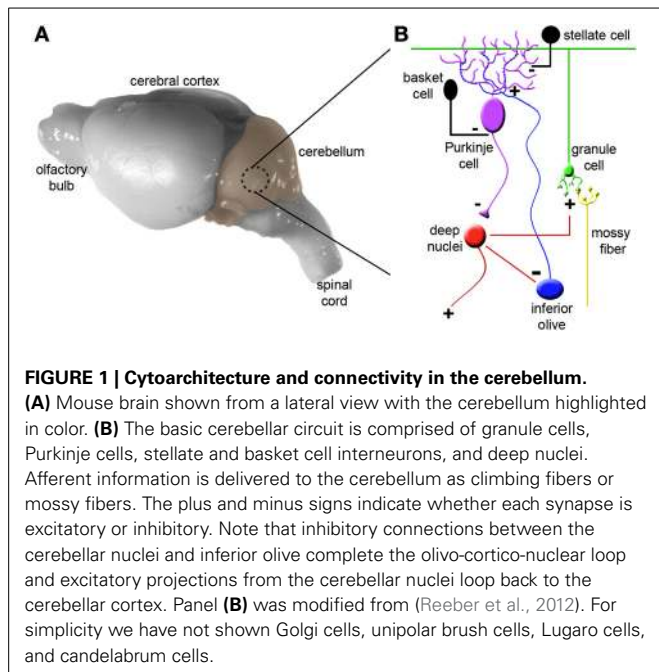 A
cerebral cortex
olfactory
bulb
cerebellum
spinal
cord
B
stellate cell
basket
cell
-
+
-
Purkinje
cell
granule
cell
+
-
deep
nuclei
mossy
fiber
-
+
inferior
olive
FIGURE 1 | Cytoarchitecture and connectivity in the cerebellum.
(A) Mouse brain shown from a lateral view with the cerebellum highlighted
in color. (B) The basic cerebellar circuit is comprised of granule cells,
Purkinje cells, stellate and basket cell interneurons, and deep nuclei.
Afferent information is delivered to the cerebellum as climbing fibers or
mossy fibers. The plus and minus signs indicate whether each synapse is
excitatory or inhibitory. Note that inhibitory connections between the
cerebellar nuclei and inferior olive complete the olivo-cortico-nuclear loop
and excitatory projections from the cerebellar nuclei loop back to the
cerebellar cortex. Panel (B) was modified from (Reeber et al., 2012). For
simplicity we have not shown Golgi cells, unipolar brush cells, Lugaro cells,
and candelabrum cells.